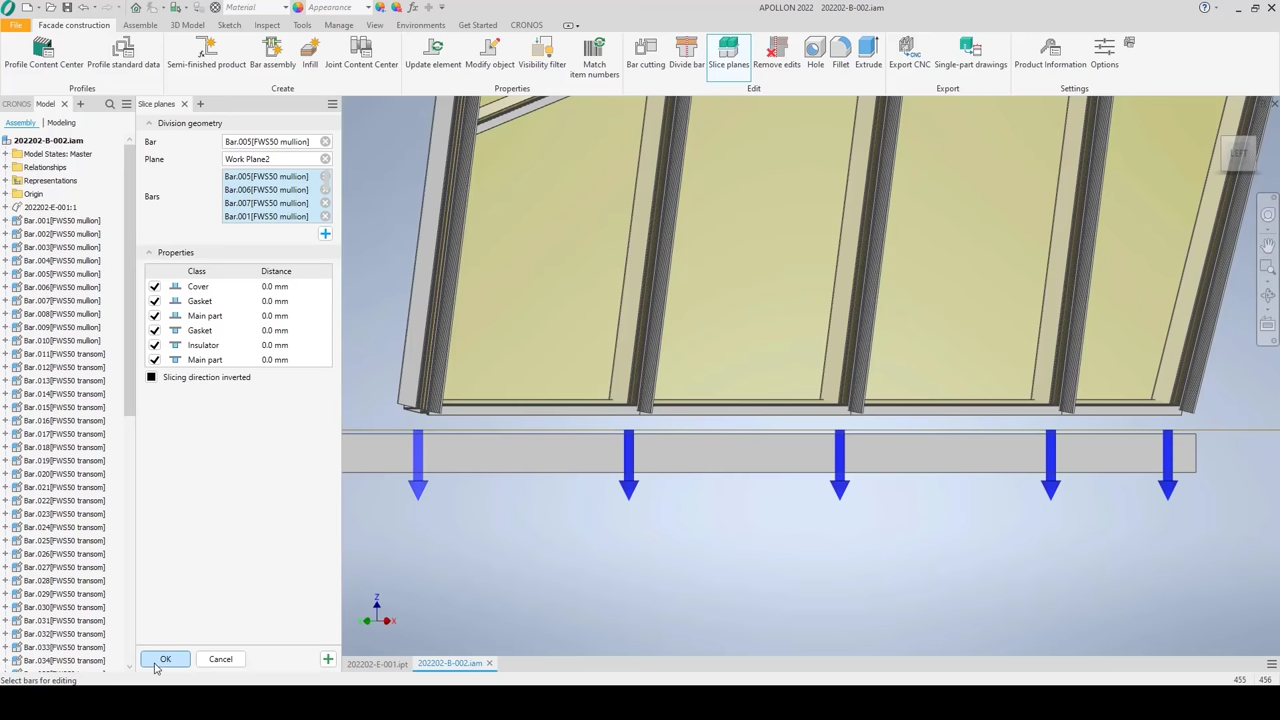 Material
Appearance
APOLLON 2022 202202-B-002.iam
File
Facade construction
Assemble
3D Model
Sketch
Inspect
Tools
Manage
View
Environments
Get Started
CRONOS
Profile Content Center
Profile standard data
Semi-finished product
Bar assembly
Infill
Joint Content Center
Update element
Modify object
Visibility filter
Match
item numbers
Bar cutting
Divide bar
Slice planes
Remove edits
Hole
Fillet
Extrude
Export CNC
Single-part drawings
Product Information
Options
Profiles
Create
Properties
Edit
Export
Settings
CRONOS
Model
Assembly
Modeling
202202-B-002.iam
Model States: Master
Relationships
Representations
Origin
202202-E-001:1
Bar.001[FWS50 mullion]
Bar.002[FWS50 mullion]
Bar.003[FWS50 mullion]
Bar.004[FWS50 mullion]
Bar.005[FWS50 mullion]
Bar.006[FWS50 mullion]
Bar.007[FWS50 mullion]
Bar.008[FWS50 mullion]
Bar.009[FWS50 mullion]
Bar.010[FWS50 mullion]
Bar.011[FWS50 transom]
Bar.012[FWS50 transom]
Bar.013[FWS50 transom]
Bar.014[FWS50 transom]
Bar.015[FWS50 transom]
Bar.016[FWS50 transom]
Bar.017[FWS50 transom]
Bar.018[FWS50 transom]
Bar.019[FWS50 transom]
Bar.020[FWS50 transom]
Bar.021[FWS50 transom]
Bar.022[FWS50 transom]
Bar.023[FWS50 transom]
Bar.024[FWS50 transom]
Bar.025[FWS50 transom]
Bar.026[FWS50 transom]
Bar.027[FWS50 transom]
Bar.028[FWS50 transom]
Bar.029[FWS50 transom]
Bar.030[FWS50 transom]
Bar.031[FWS50 transom]
Bar.032[FWS50 transom]
Bar.033[FWS50 transom]
Bar.034[FWS50 transom]
Slice planes
Division geometry
Bar Bar.005[FWS50 mullion]
Plane Work Plane2
Bars
Bar.005[FWS50 mullion]
Bar.006[FWS50 mullion]
Bar.007[FWS50 mullion]
Bar.001[FWS50 mullion]
Properties
Class Distance
Cover 0.0 mm
Gasket 0.0 mm
Main part 0.0 mm
Gasket 0.0 mm
Insulator 0.0 mm
Main part 0.0 mm
Slicing direction inverted
OK
Cancel
LEFT
Z
X
202202-E-001.ipt
202202-B-002.iam
Select bars for editing
455 456